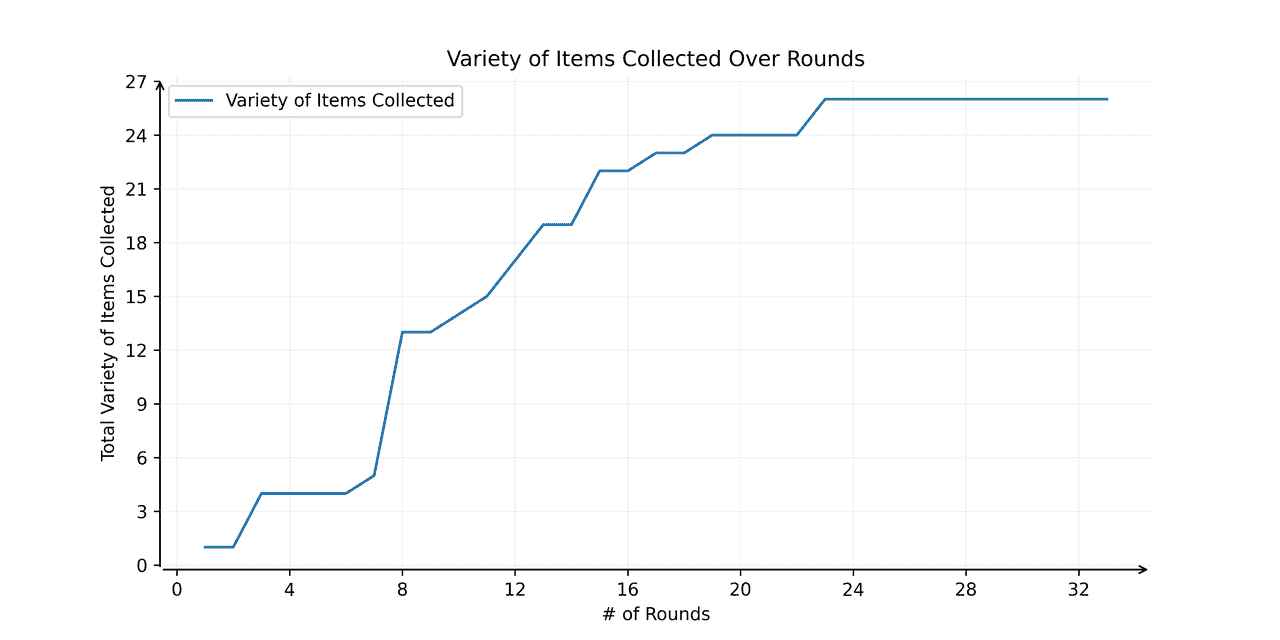 Variety of Items Collected Over Rounds
Variety of Items Collected
Total Variety of Items Collected
27
24
21
18
15
12
9
6
3
0
0 4 8 12 16 20 24 28 32
# of Rounds